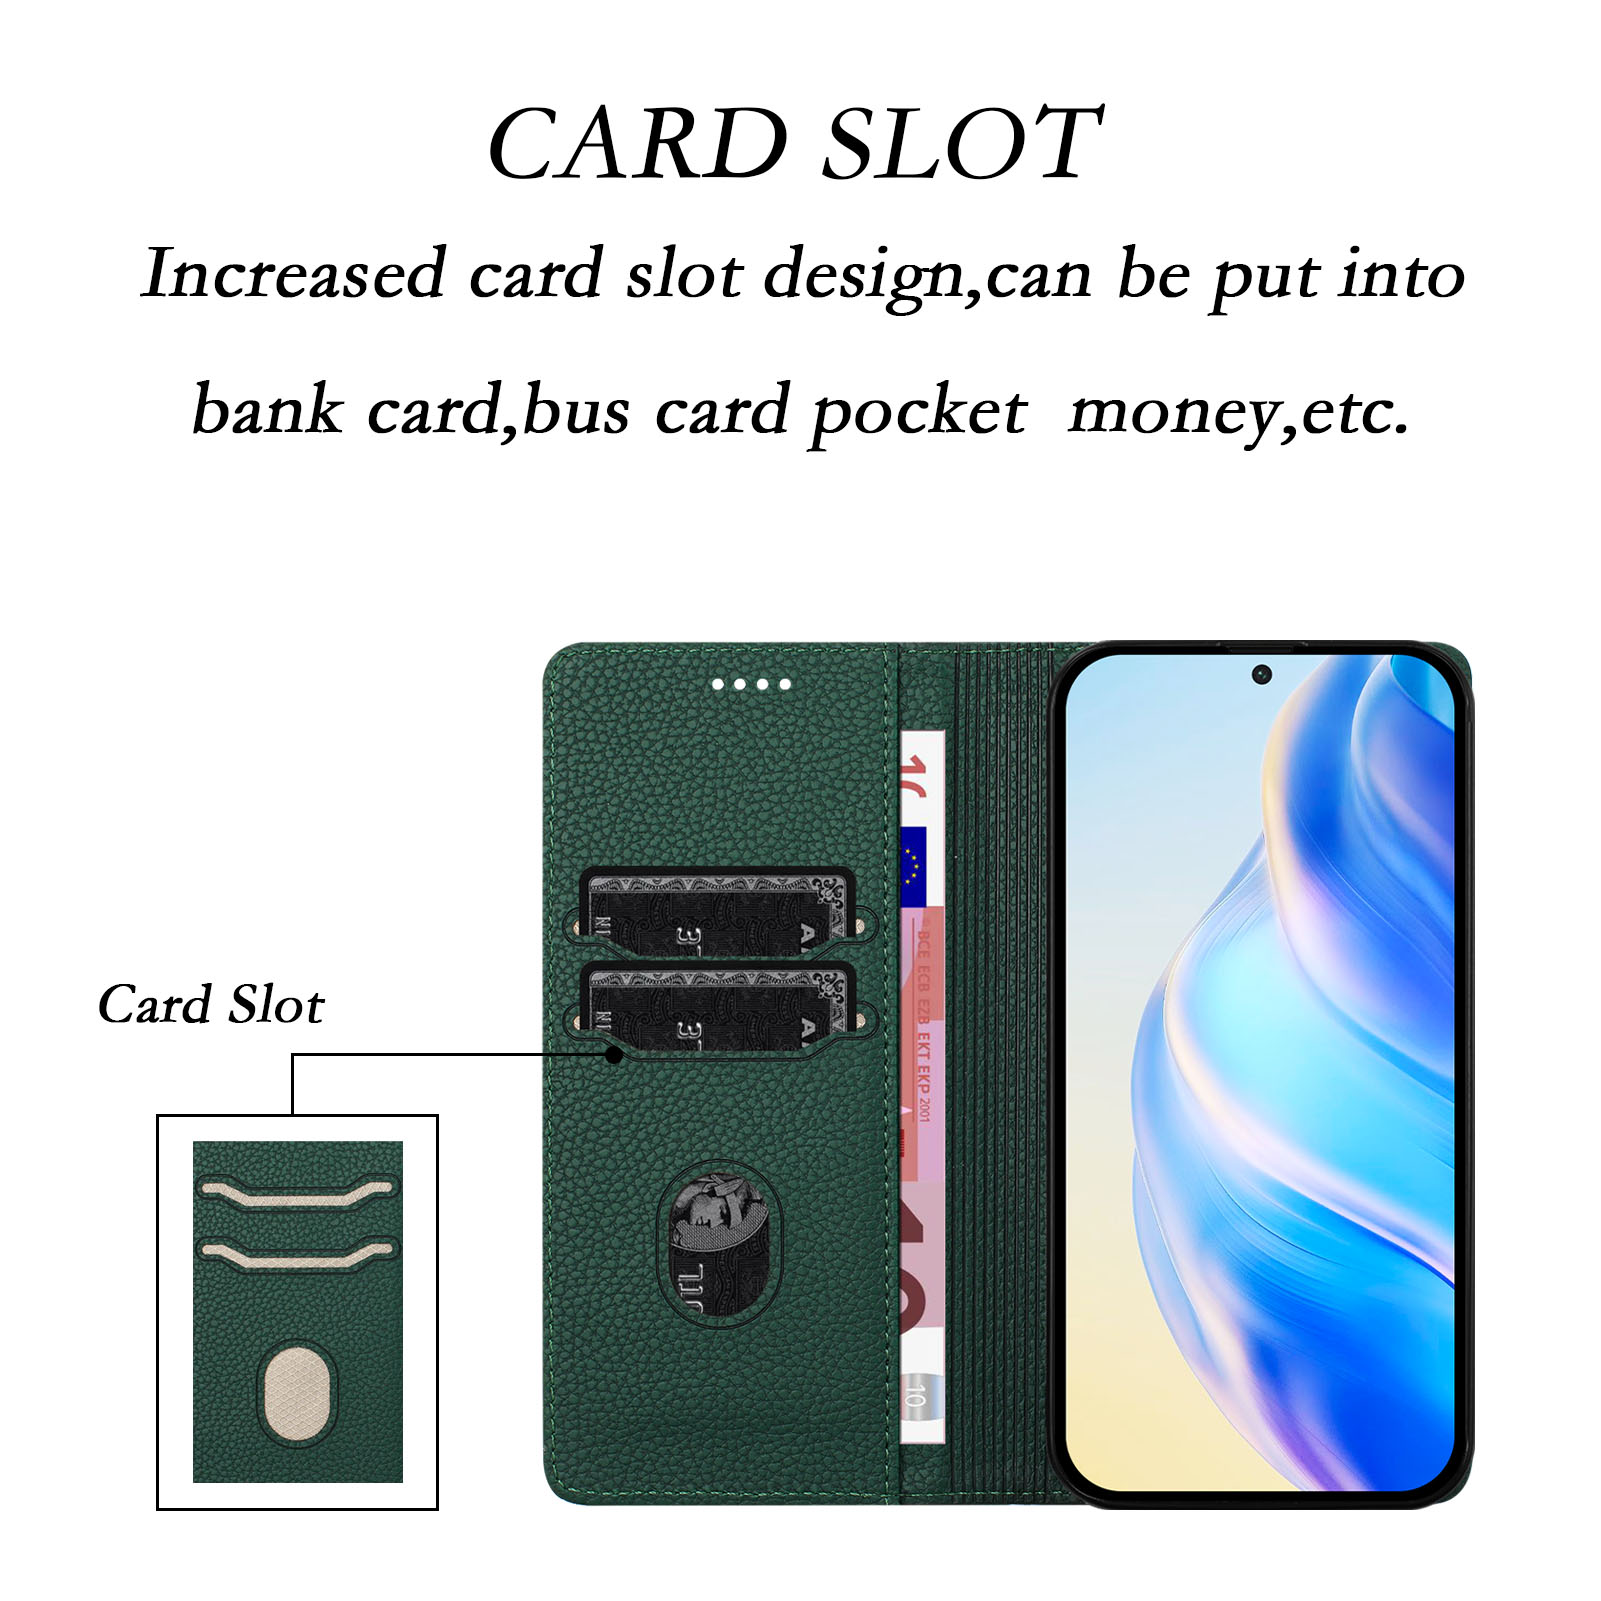 CARD SLOT
Increased card slot design,can be put into
bank card,bus card pocket  money,etc.
Card Slot
BCE ECB EZB EKT EKP 2001
10